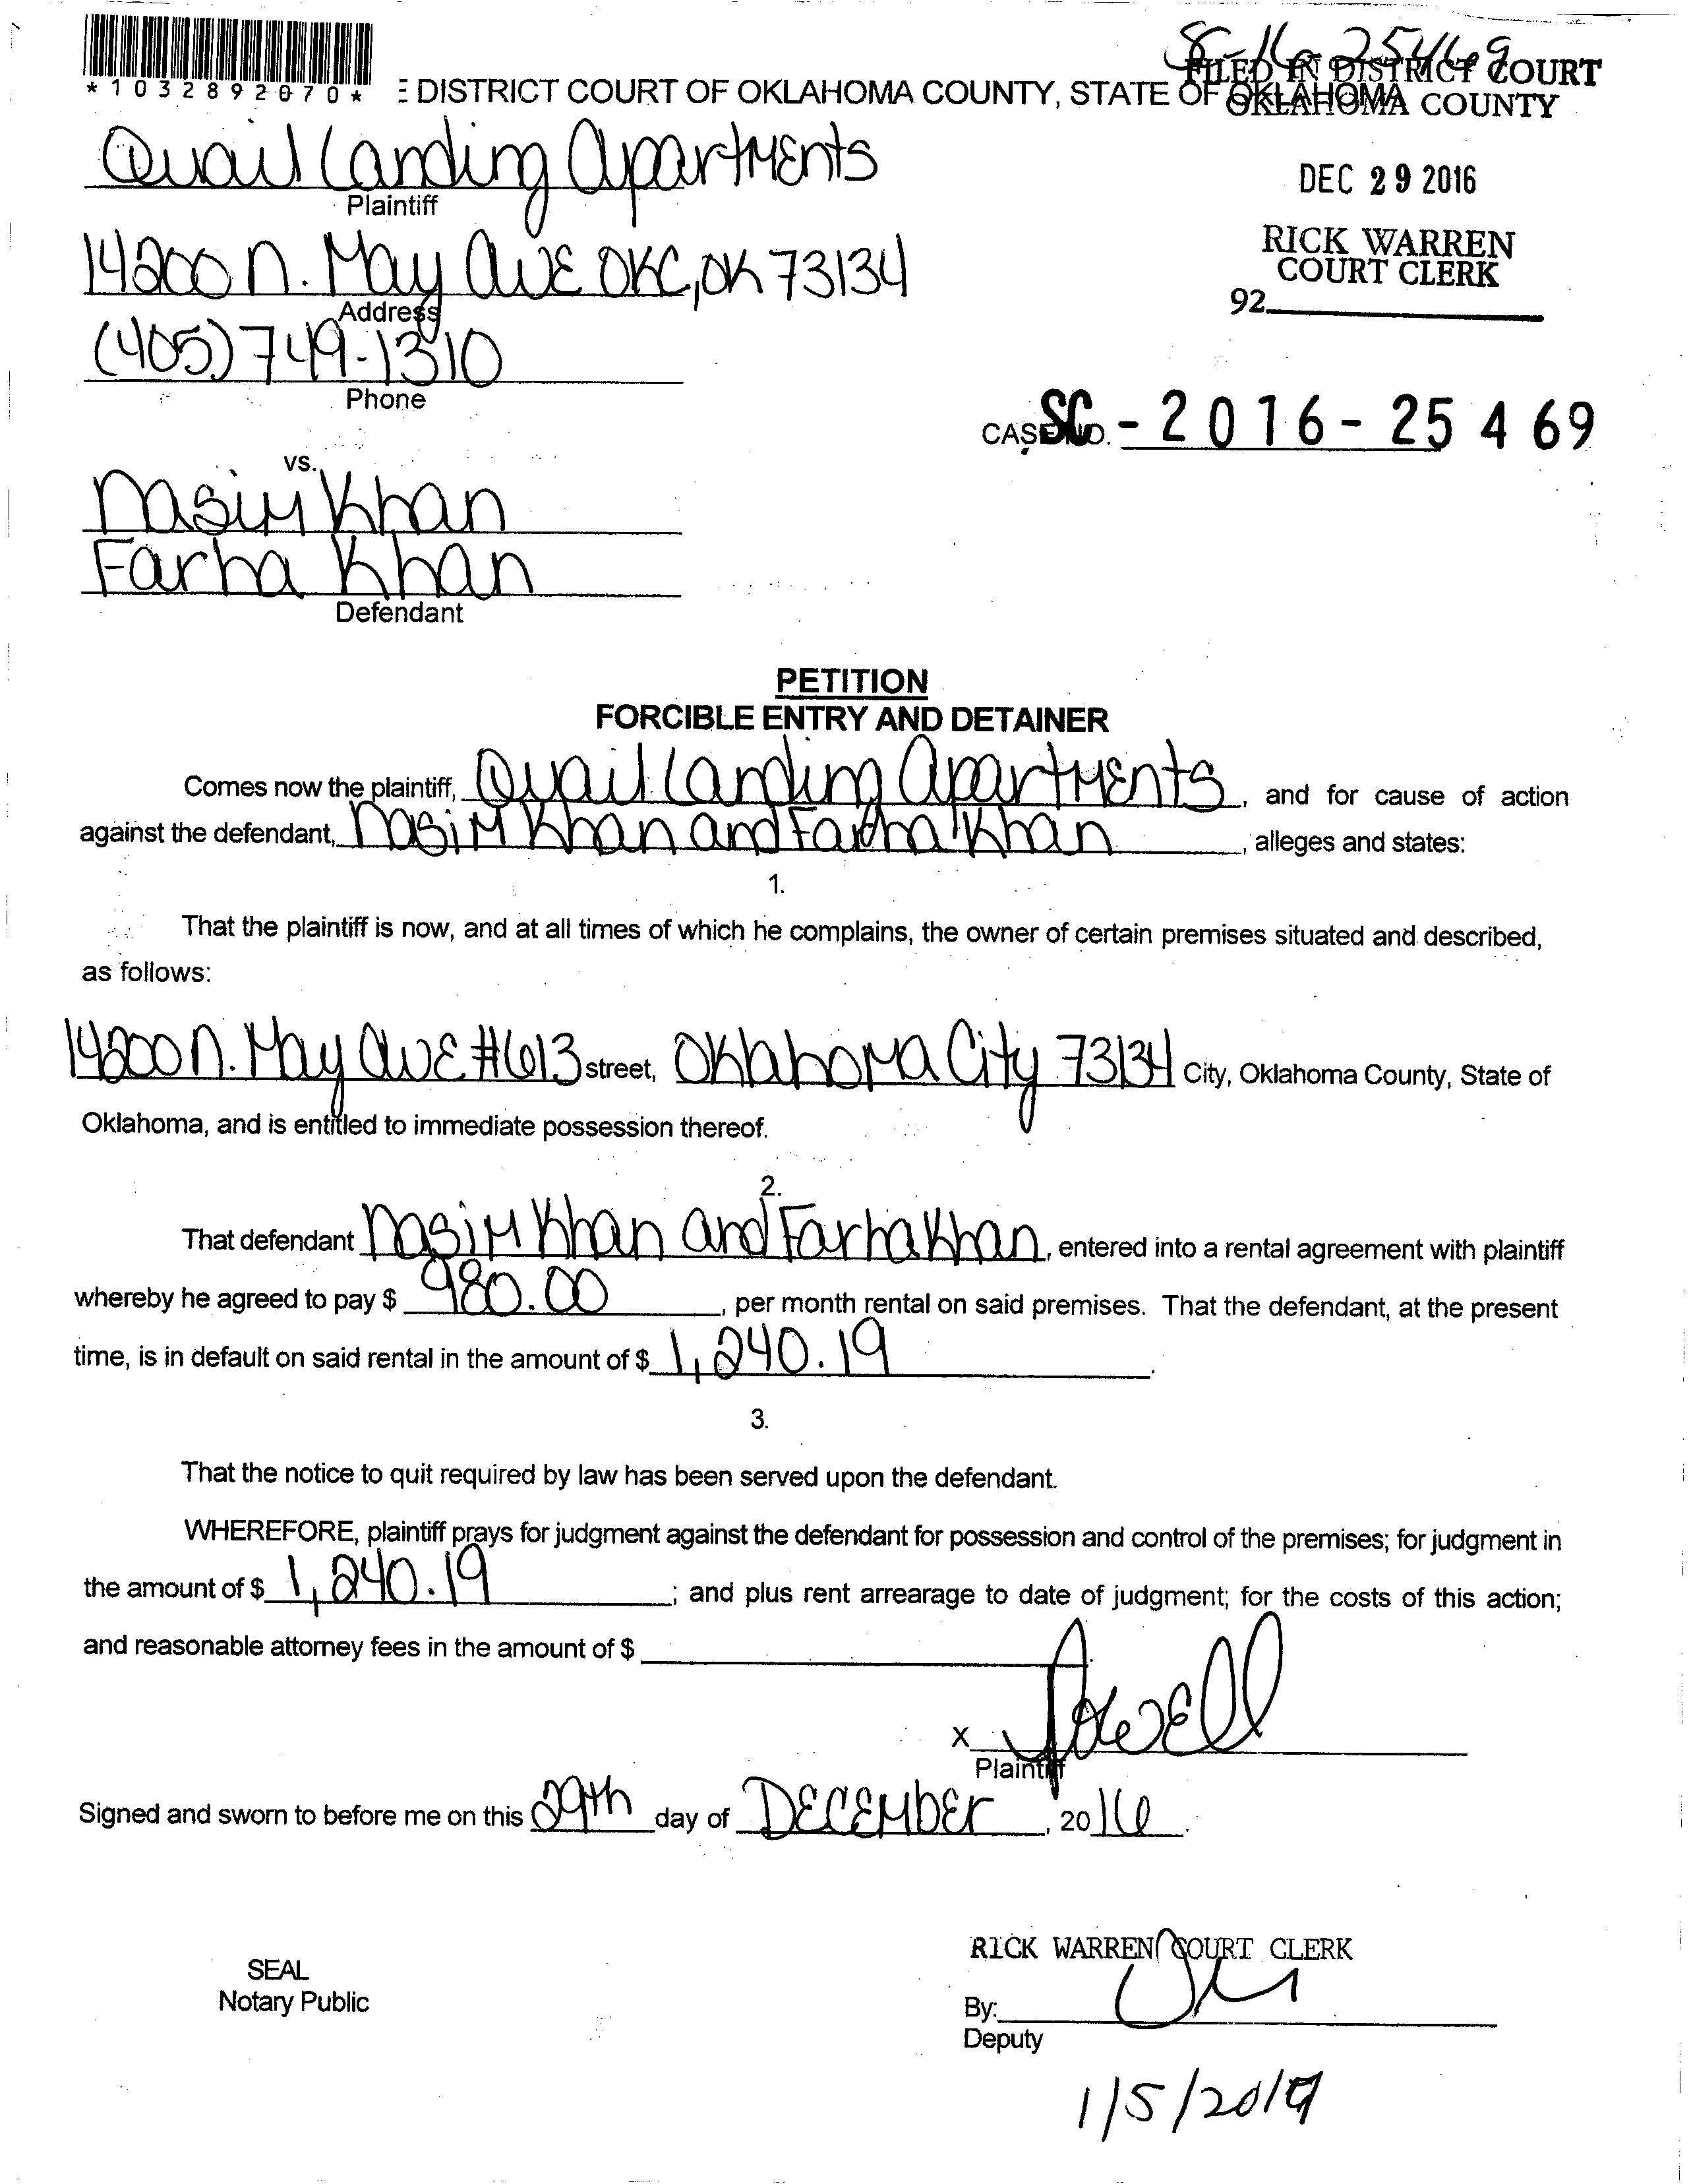 SC-16-25469
*1032892070*
E DISTRICT COURT OF OKLAHOMA COUNTY, STATE OF
FILED IN DISTRICT COURT
OKLAHOMA COUNTY
Quail Landing Apartments
Plaintiff
DEC 29 2016
RICK WARREN
COURT CLERK
92
14200 N. May Ave OKC, OK 73134
Address
(405) 749-1310
Phone
CASE NO. SC-2016-25469
vs.
Nasim Khan
Farha Khan
Defendant
PETITION
FORCIBLE ENTRY AND DETAINER
Comes now the plaintiff, Quail Landing Apartments, and for cause of action
against the defendant, Nasim Khan and Farha Khan, alleges and states:
1.
That the plaintiff is now, and at all times of which he complains, the owner of certain premises situated and described,
as follows:
14200 N. May Ave #613 street, Oklahoma City 73134 City, Oklahoma County, State of
Oklahoma, and is entitled to immediate possession thereof.
2.
That defendant Nasim Khan and Farha Khan, entered into a rental agreement with plaintiff
whereby he agreed to pay $ 980.00, per month rental on said premises. That the defendant, at the present
time, is in default on said rental in the amount of $ 1,240.19.
3.
That the notice to quit required by law has been served upon the defendant.
WHEREFORE, plaintiff prays for judgment against the defendant for possession and control of the premises; for judgment in
the amount of $ 1,240.19; and plus rent arrearage to date of judgment; for the costs of this action;
and reasonable attorney fees in the amount of $
X
Plaintiff
Signed and sworn to before me on this 29th day of December, 2016.
SEAL
Notary Public
RICK WARREN COURT CLERK
By:
Deputy